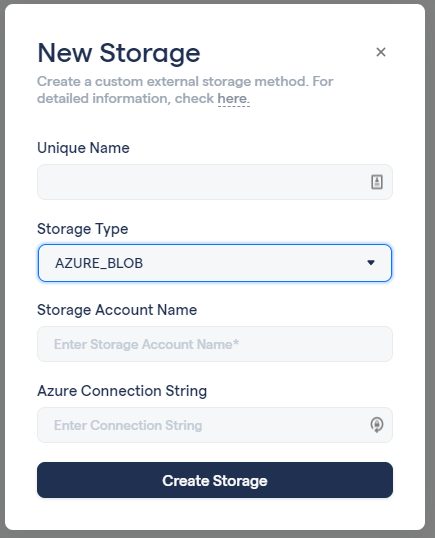 New Storage
Create a custom external storage method. For
detailed information, check here.
Unique Name
Storage Type
AZURE_BLOB
Storage Account Name
Enter Storage Account Name*
Azure Connection String
Enter Connection String
Create Storage